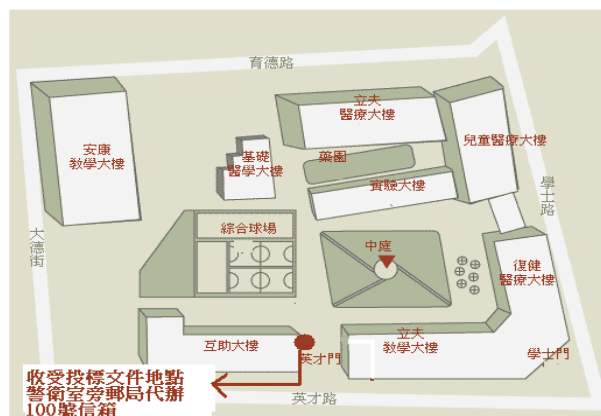 育德路
立夫
醫療大樓
兒童醫療大樓
安康
教學大樓
基礎
醫學大樓
藥園
實驗大樓
學士路
大德街
綜合球場
中庭
復健
醫療大樓
互助大樓
英才門
立夫
教學大樓
學士門
收受投標文件地點
警衛室旁郵局代辦
100號信箱
英才路